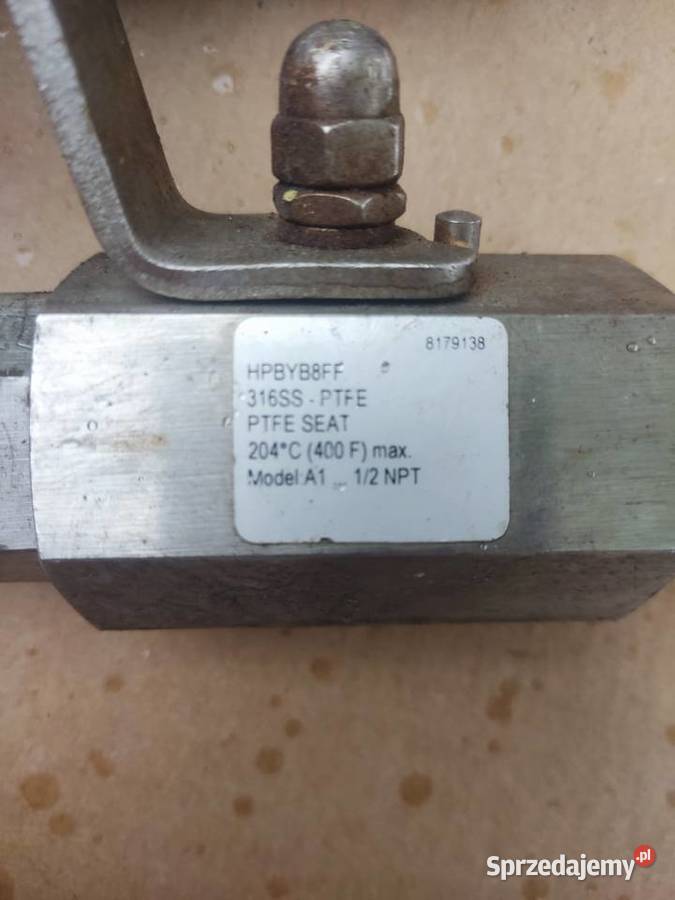 8179138
HPBYB8FF
316SS - PTFE
PTFE SEAT
204°C (400 F) max.
Model:A1 1/2 NPT
Sprzedajemy.pl